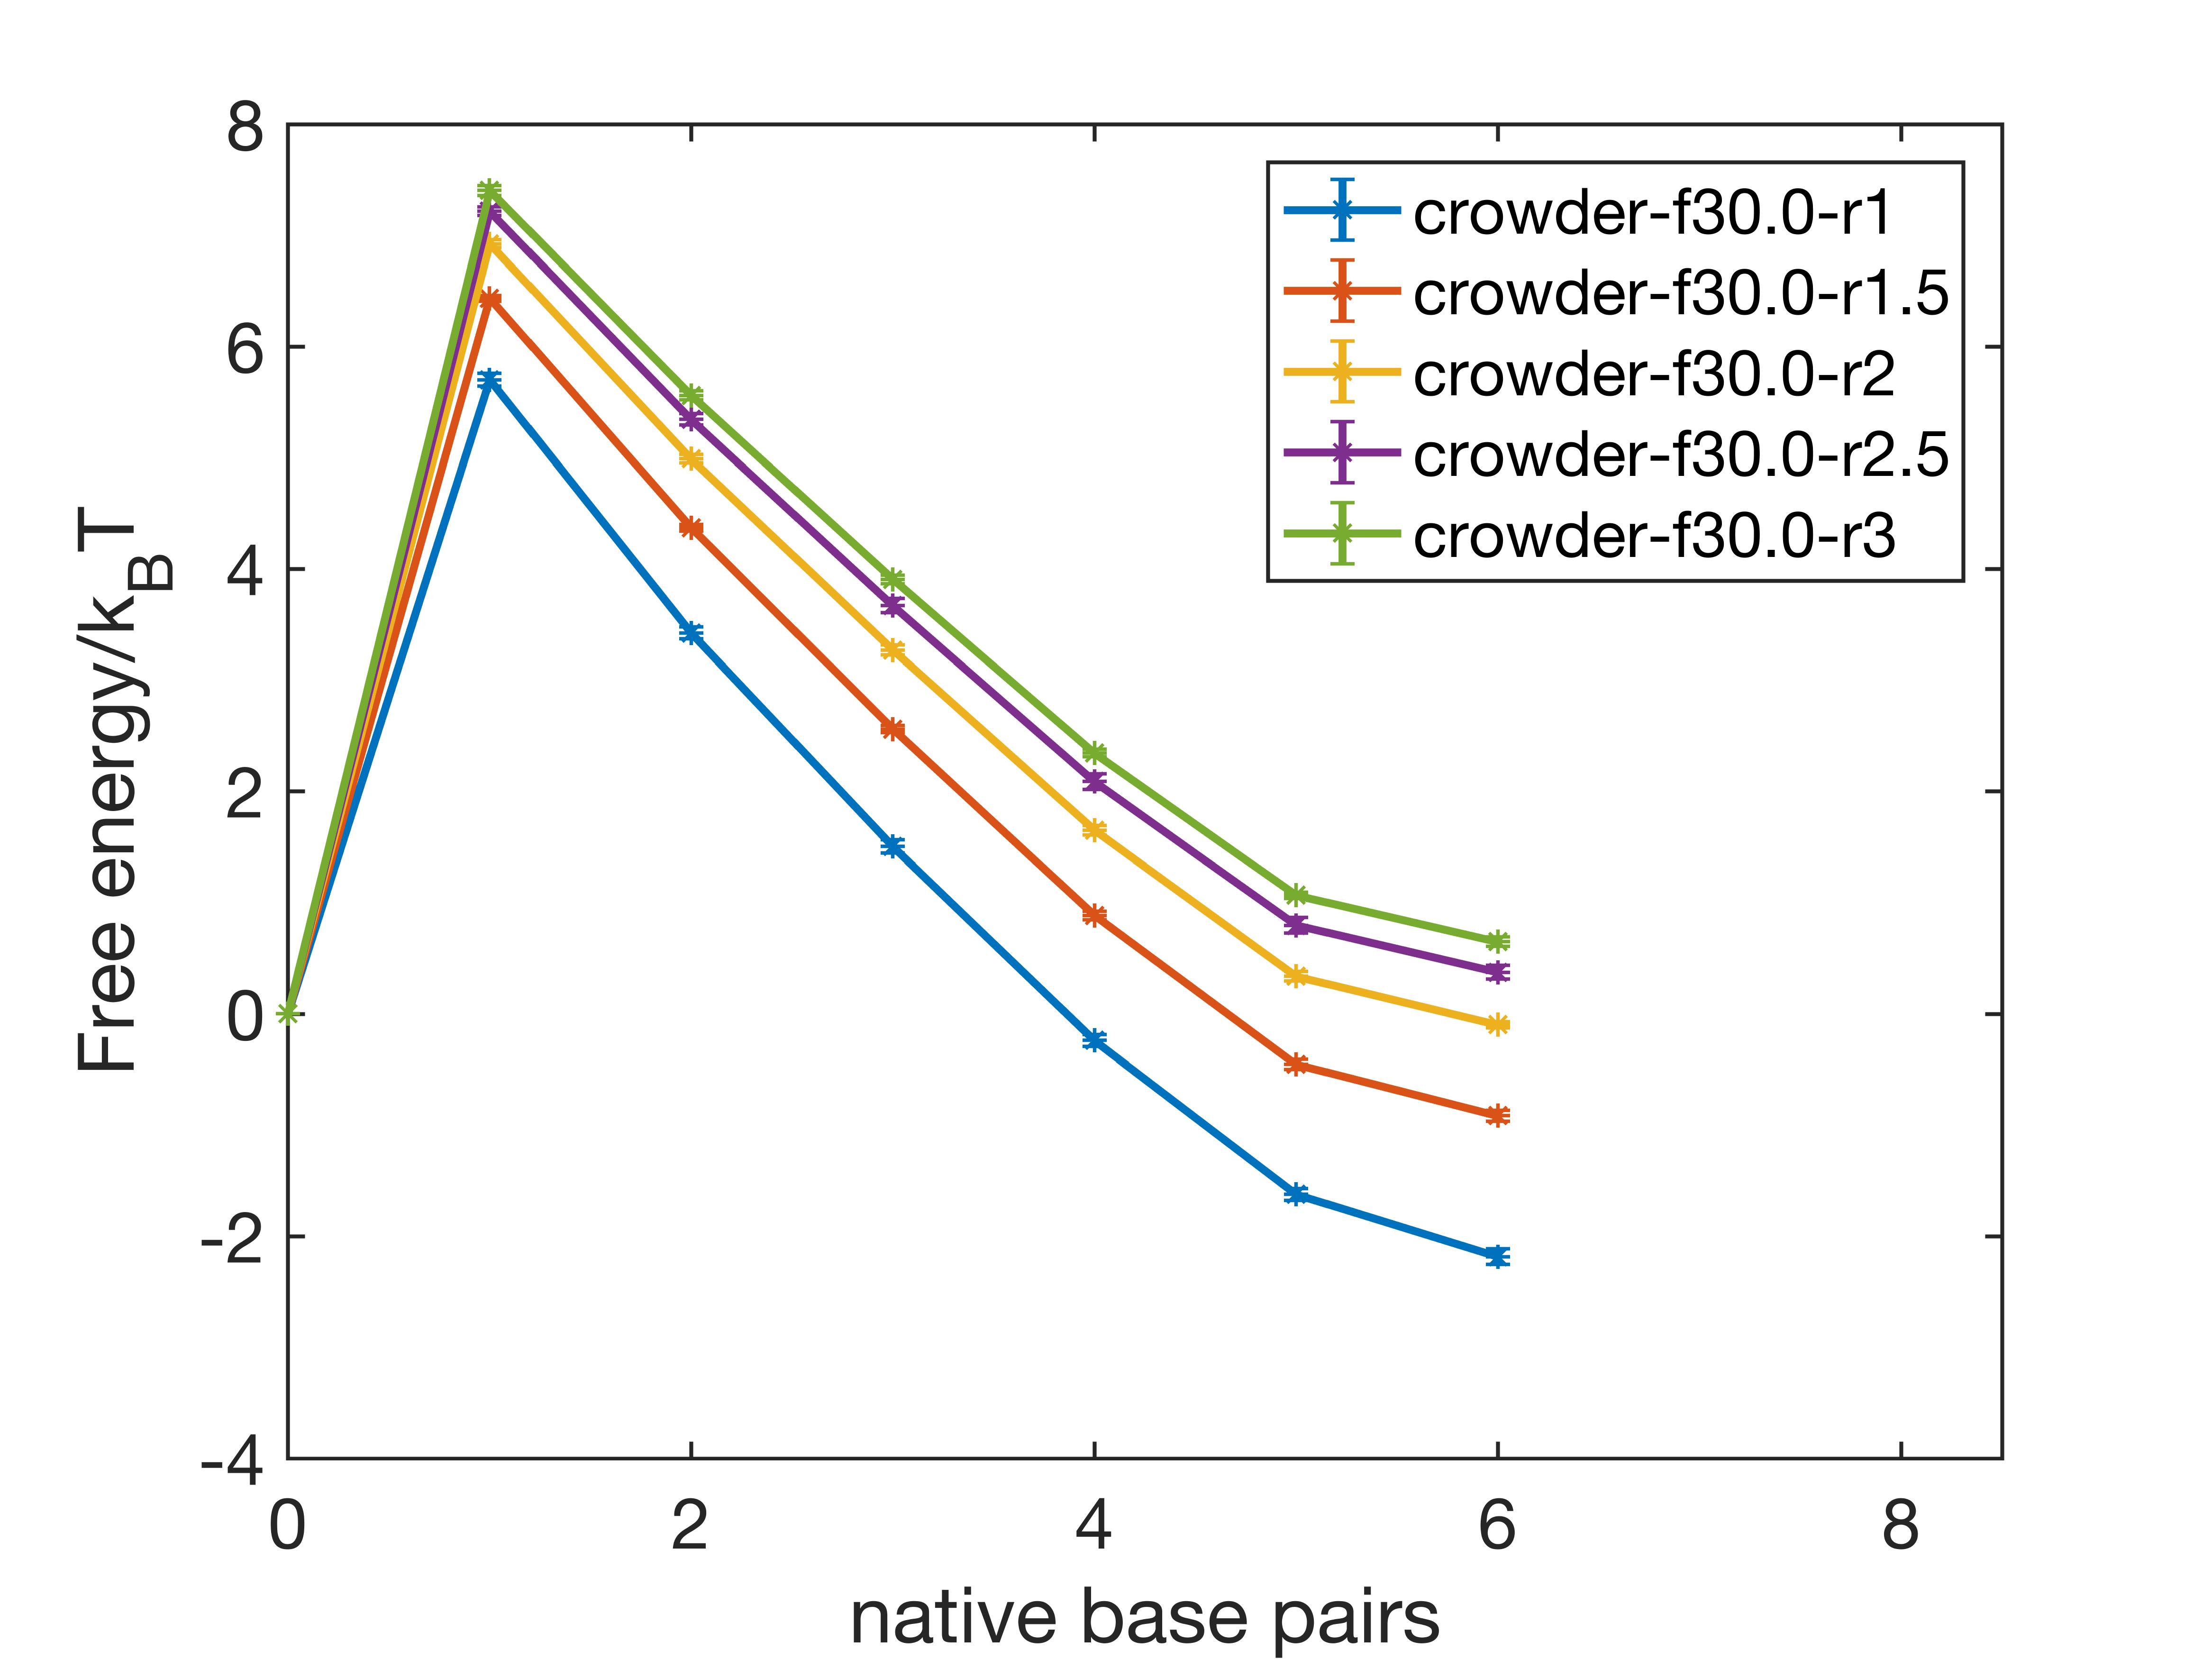 8
6
4
2
0
-2
-4
Free energy/k_BT
crowder-f30.0-r1
crowder-f30.0-r1.5
crowder-f30.0-r2
crowder-f30.0-r2.5
crowder-f30.0-r3
0 2 4 6 8
native base pairs